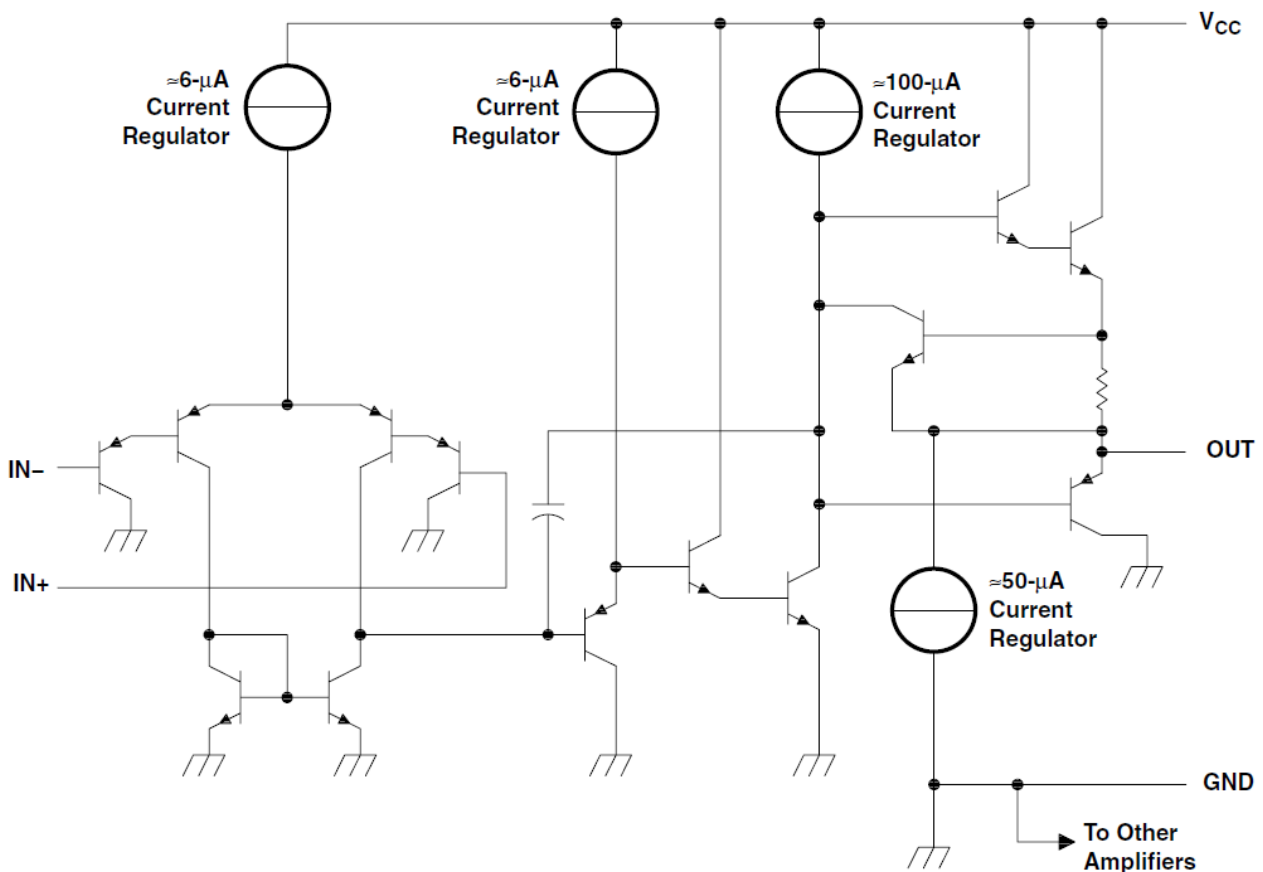 V_CC
≈6-µA
Current
Regulator
≈6-µA
Current
Regulator
≈100-µA
Current
Regulator
IN−
OUT
IN+
≈50-µA
Current
Regulator
GND
To Other
Amplifiers